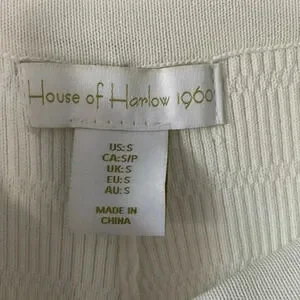 House of Harlow 1960
US:S
CA:S/P
UK:S
EU:S
AU:S
MADE IN
CHINA